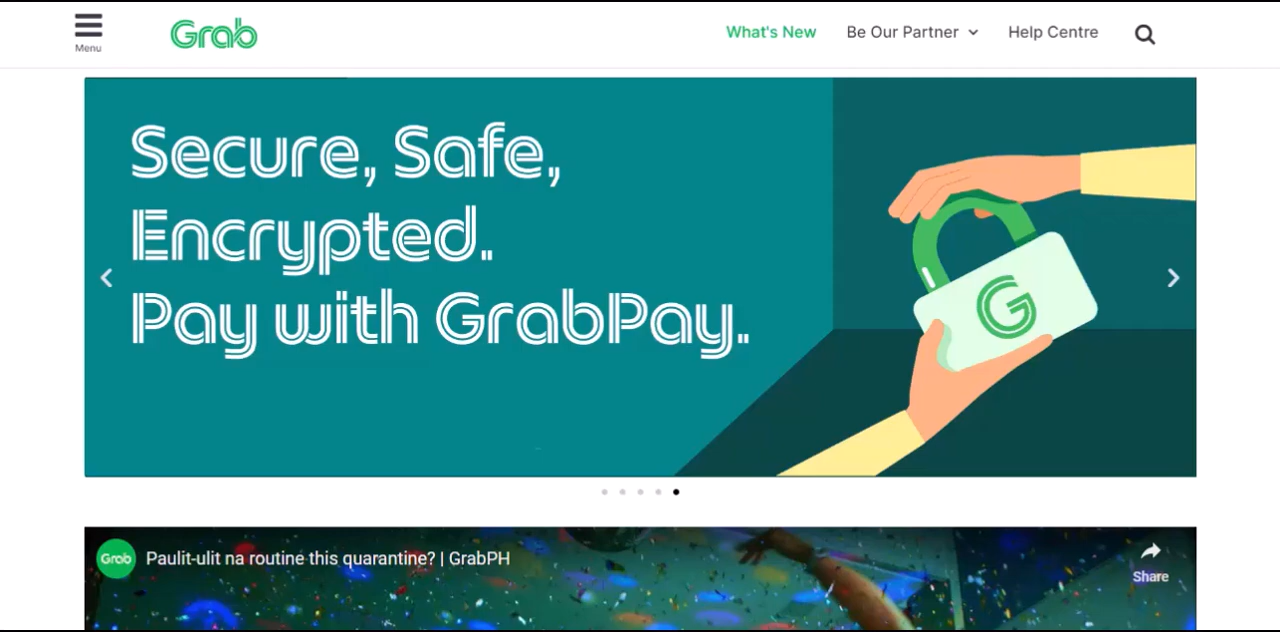 Menu
Grab
What's New
Be Our Partner
Help Centre
Secure, Safe,
Encrypted.
Pay with GrabPay.
G
Grab
Paulit-ulit na routine this quarantine? | GrabPH
Share